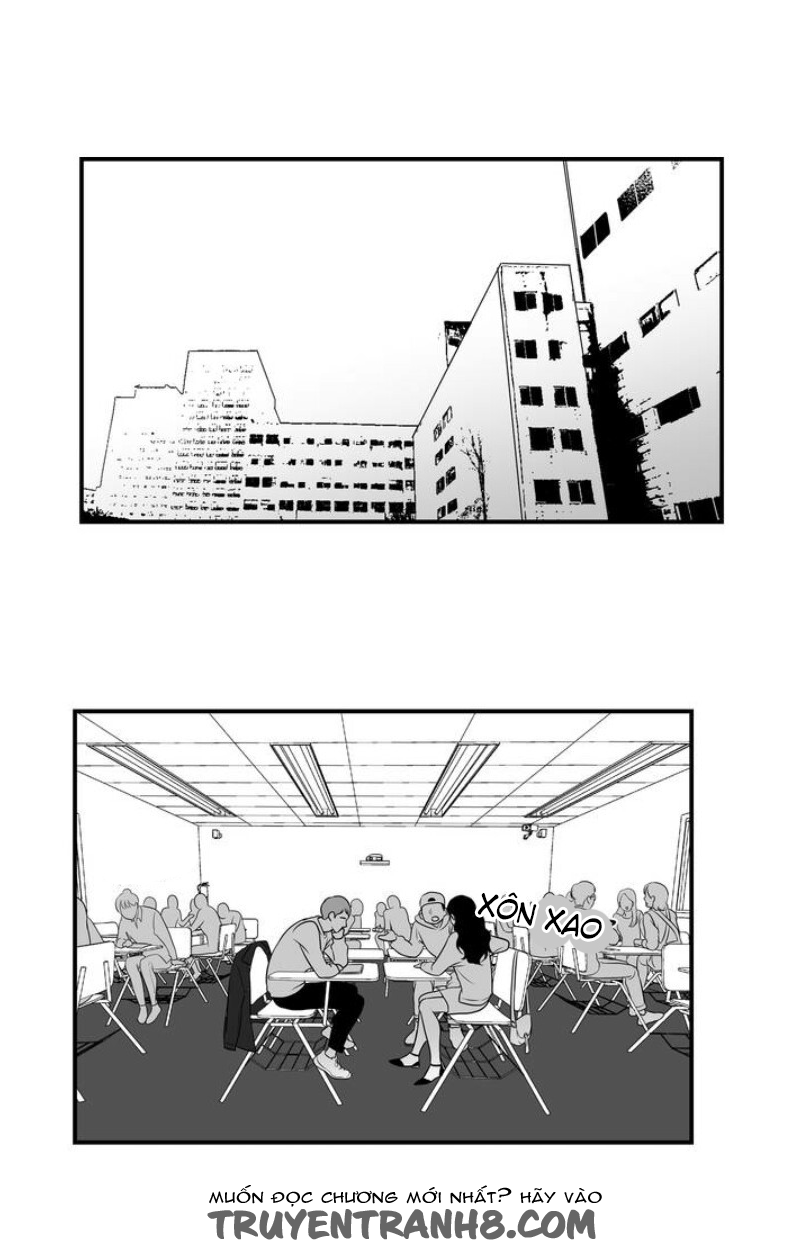 XÔN XAO
MUỐN ĐỌC CHƯƠNG MỚI NHẤT? HÃY VÀO
TRUYENTRANH8.COM